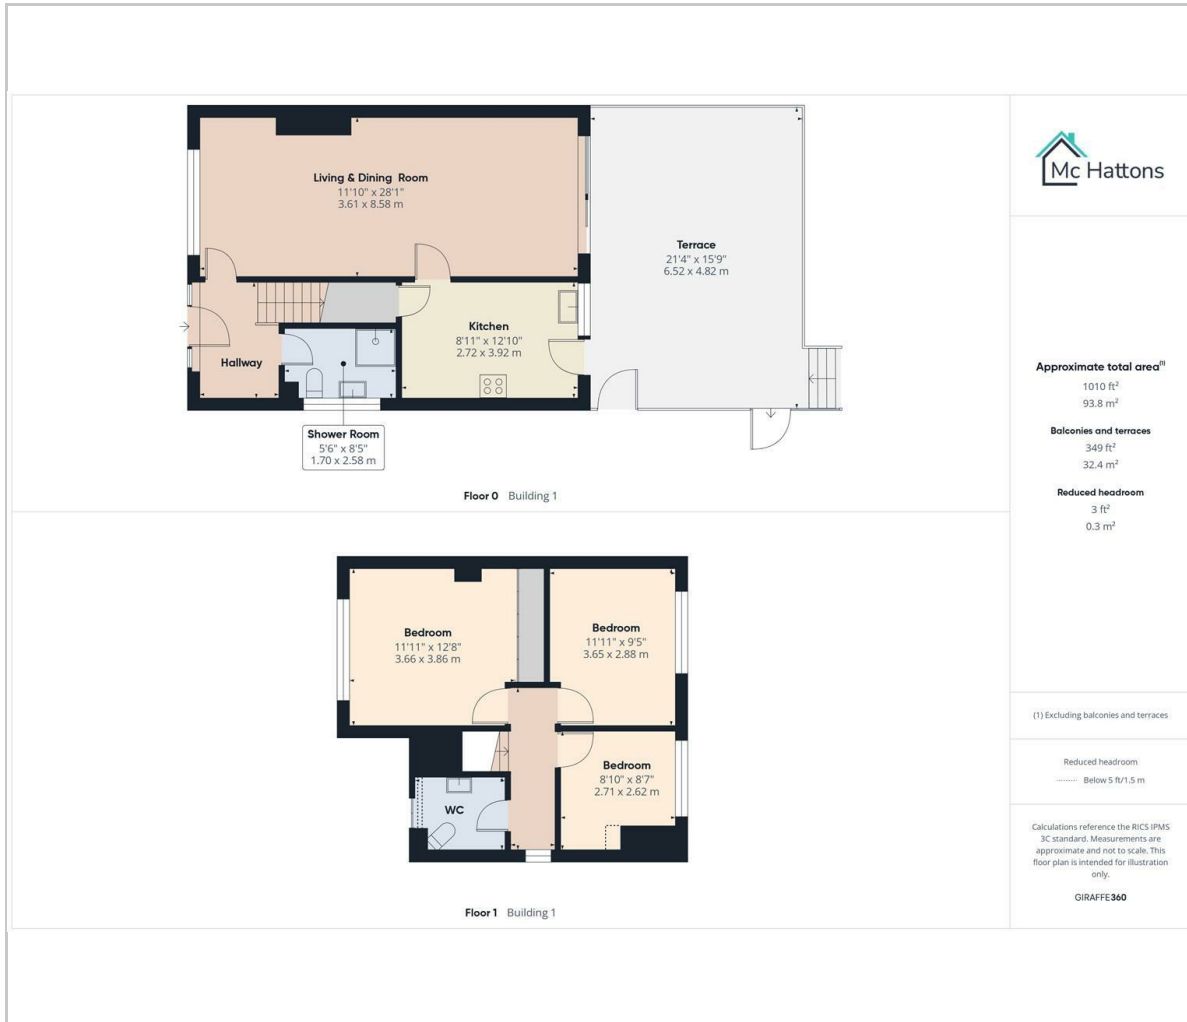 Living & Dining Room
11'10" x 28'1"
3.61 x 8.58 m
Terrace
21'4" x 15'9"
6.52 x 4.82 m
Kitchen
8'11" x 12'10"
2.72 x 3.92 m
Hallway
Shower Room
5'6" x 8'5"
1.70 x 2.58 m
Floor 0 Building 1
Bedroom
11'11" x 12'8"
3.66 x 3.86 m
Bedroom
11'11" x 9'5"
3.65 x 2.88 m
Bedroom
8'10" x 8'7"
2.71 x 2.62 m
WC
Floor 1 Building 1
Mc Hattons
Approximate total area(1)
1010 ft²
93.8 m²
Balconies and terraces
349 ft²
32.4 m²
Reduced headroom
3 ft²
0.3 m²
(1) Excluding balconies and terraces
Reduced headroom
Below 5 ft/1.5 m
Calculations reference the RICS IPMS
3C standard. Measurements are
approximate and not to scale. This
floor plan is intended for illustration
only.
GIRAFFE360